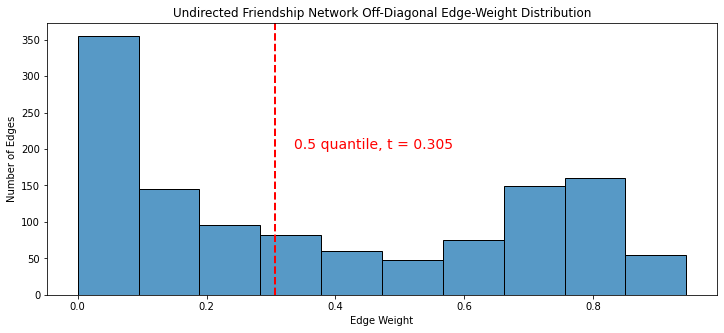 Undirected Friendship Network Off-Diagonal Edge-Weight Distribution
350
300
250
200
150
100
50
0
Number of Edges
0.5 quantile, t = 0.305
0.0 0.2 0.4 0.6 0.8
Edge Weight